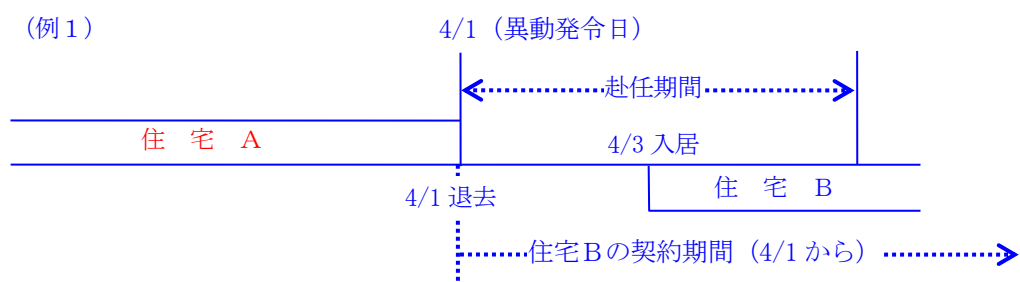 （例１）
4/1（異動発令日）
赴任期間
住　宅　Ａ
4/3 入居
4/1 退去
住　宅　Ｂ
住宅Ｂの契約期間（4/1 から）